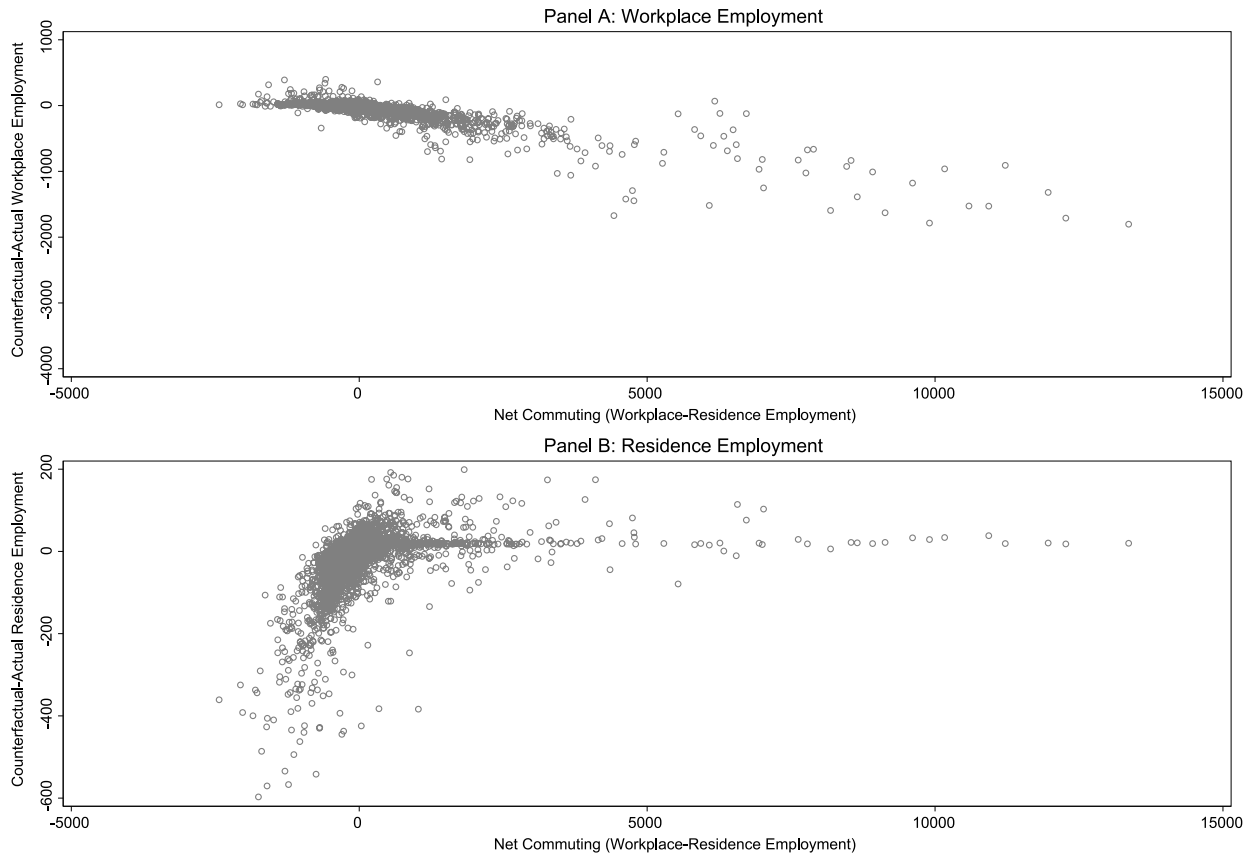 Panel A: Workplace Employment
Counterfactual-Actual Workplace Employment
1000
0
-1000
-2000
-3000
-4000
-5000 0 5000 10000 15000
Net Commuting (Workplace-Residence Employment)
Panel B: Residence Employment
Counterfactual-Actual Residence Employment
200
0
-200
-400
-600
-5000 0 5000 10000 15000
Net Commuting (Workplace-Residence Employment)